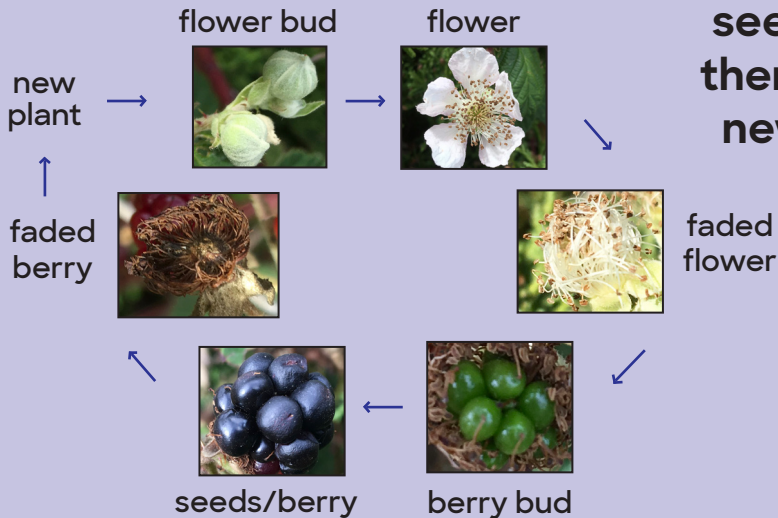 flower bud
flower
new
plant
faded
flower
faded
berry
seeds/berry
berry bud